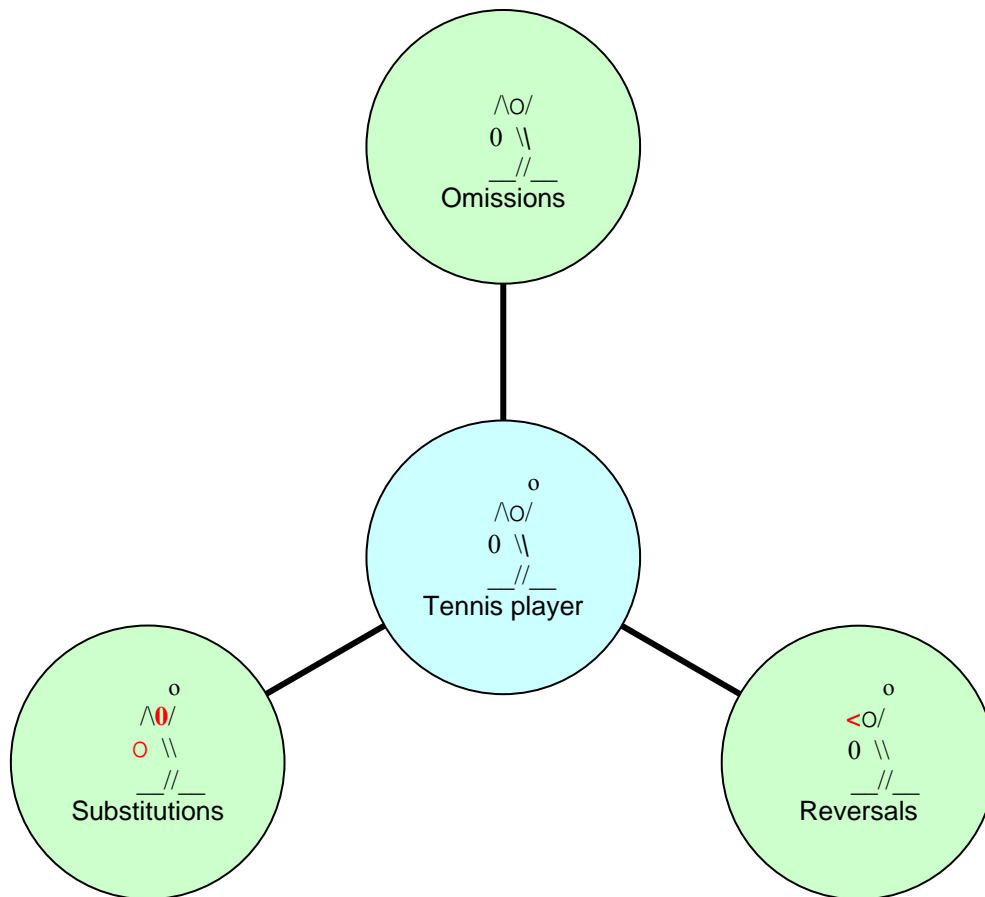 /\O/
0 \\
__//__
Omissions
o
/\O/
0 \\
__//__
Tennis player
o
/\0/
O \\
__//__
Substitutions
o
<O/
0 \\
__//__
Reversals